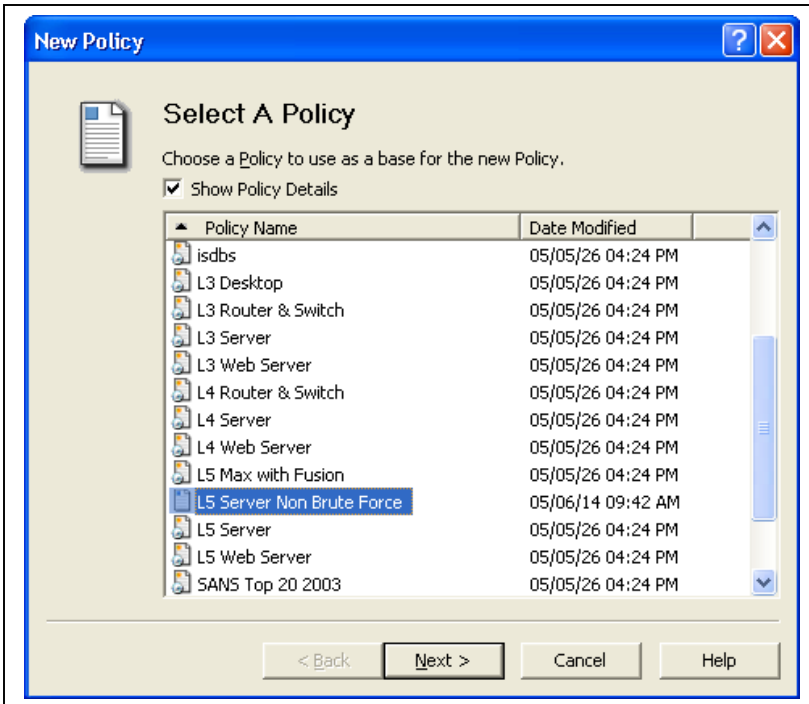 New Policy
Select A Policy
Choose a Policy to use as a base for the new Policy.
Show Policy Details
Policy Name Date Modified
isdbs 05/05/26 04:24 PM
L3 Desktop 05/05/26 04:24 PM
L3 Router & Switch 05/05/26 04:24 PM
L3 Server 05/05/26 04:24 PM
L3 Web Server 05/05/26 04:24 PM
L4 Router & Switch 05/05/26 04:24 PM
L4 Server 05/05/26 04:24 PM
L4 Web Server 05/05/26 04:24 PM
L5 Max with Fusion 05/05/26 04:24 PM
L5 Server Non Brute Force 05/06/14 09:42 AM
L5 Server 05/05/26 04:24 PM
L5 Web Server 05/05/26 04:24 PM
SANS Top 20 2003 05/05/26 04:24 PM
< Back Next > Cancel Help